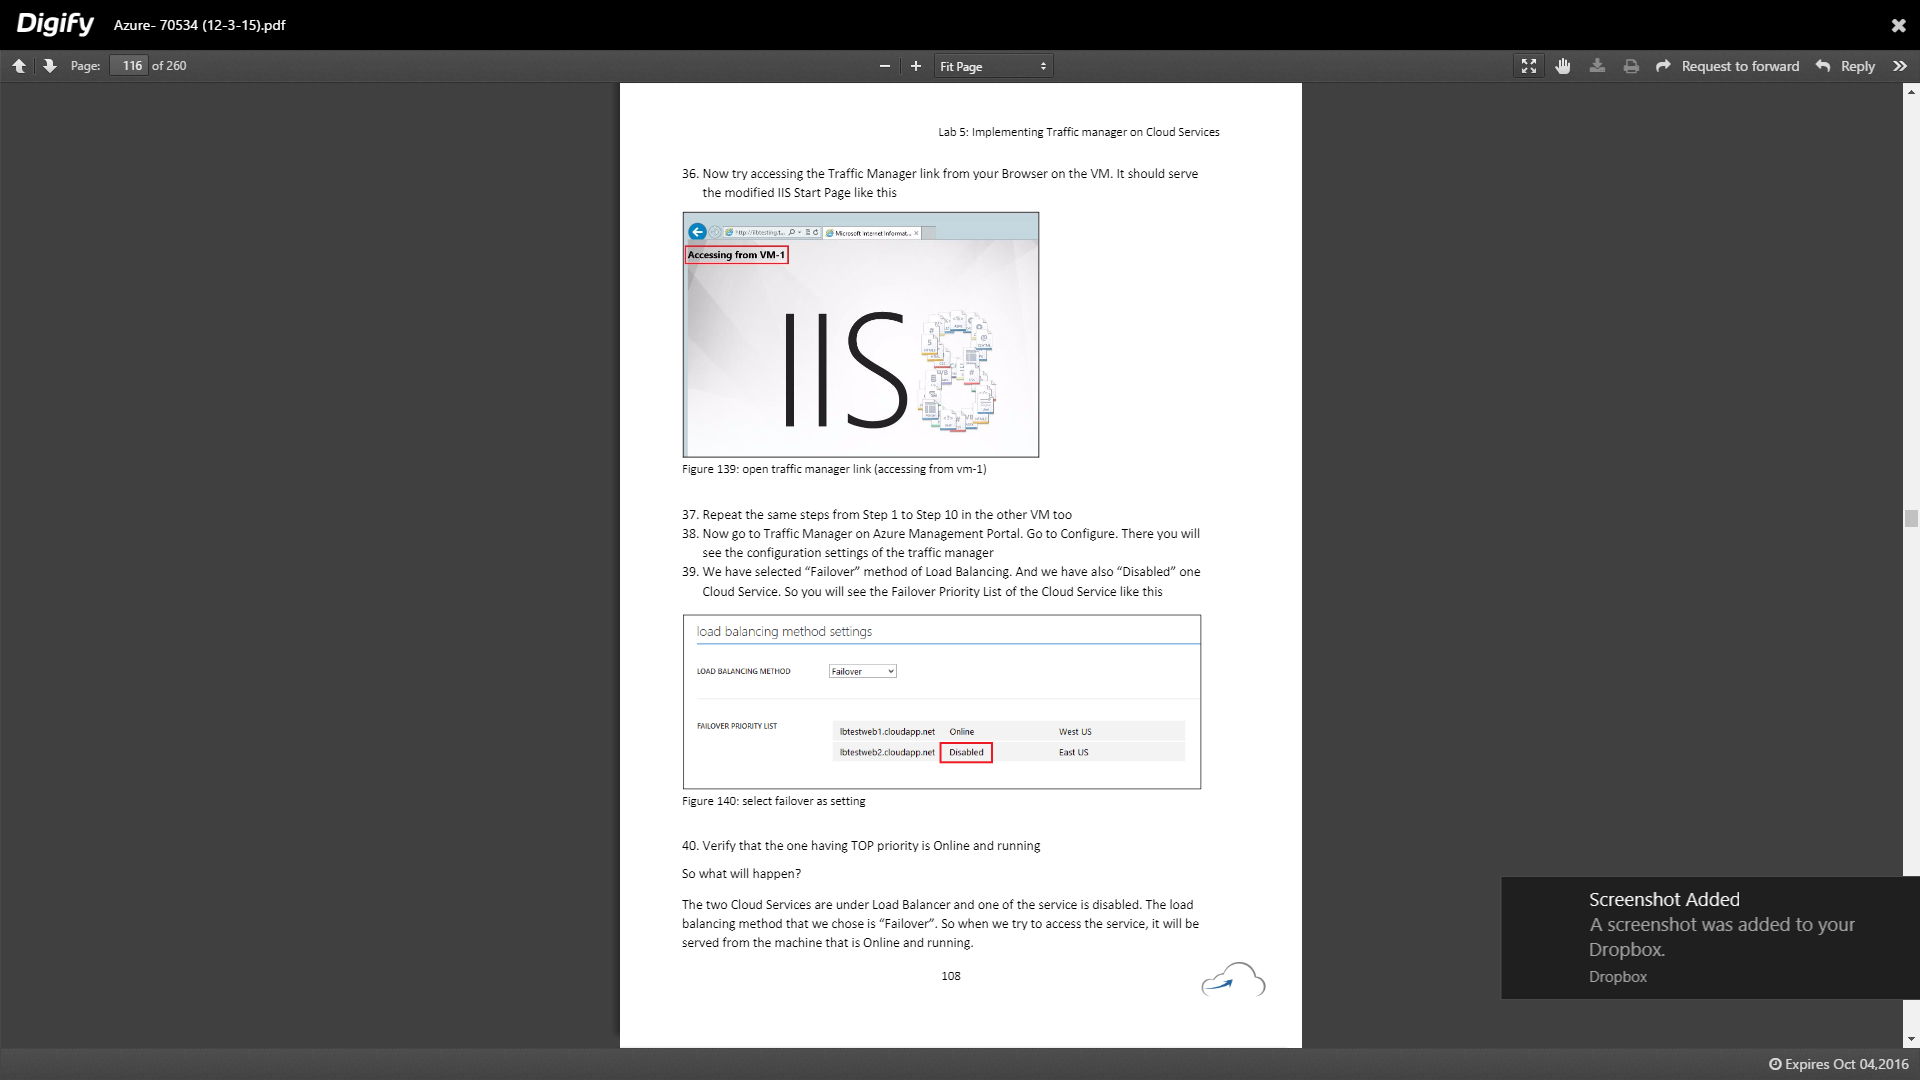 Digify Azure- 70534 (12-3-15).pdf
Page: 116 of 260 Fit Page Request to forward Reply
Lab 5: Implementing Traffic manager on Cloud Services
36. Now try accessing the Traffic Manager link from your Browser on the VM. It should serve
the modified IIS Start Page like this
http://lbtesting.t... Microsoft Internet Informat...
Accessing from VM-1
IIS
Figure 139: open traffic manager link (accessing from vm-1)
37. Repeat the same steps from Step 1 to Step 10 in the other VM too
38. Now go to Traffic Manager on Azure Management Portal. Go to Configure. There you will
see the configuration settings of the traffic manager
39. We have selected “Failover” method of Load Balancing. And we have also “Disabled” one
Cloud Service. So you will see the Failover Priority List of the Cloud Service like this
load balancing method settings
LOAD BALANCING METHOD Failover
FAILOVER PRIORITY LIST
lbtestweb1.cloudapp.net Online West US
lbtestweb2.cloudapp.net Disabled East US
Figure 140: select failover as setting
40. Verify that the one having TOP priority is Online and running
So what will happen?
The two Cloud Services are under Load Balancer and one of the service is disabled. The load
balancing method that we chose is “Failover”. So when we try to access the service, it will be
served from the machine that is Online and running.
108
Screenshot Added
A screenshot was added to your
Dropbox.
Dropbox
Expires Oct 04,2016